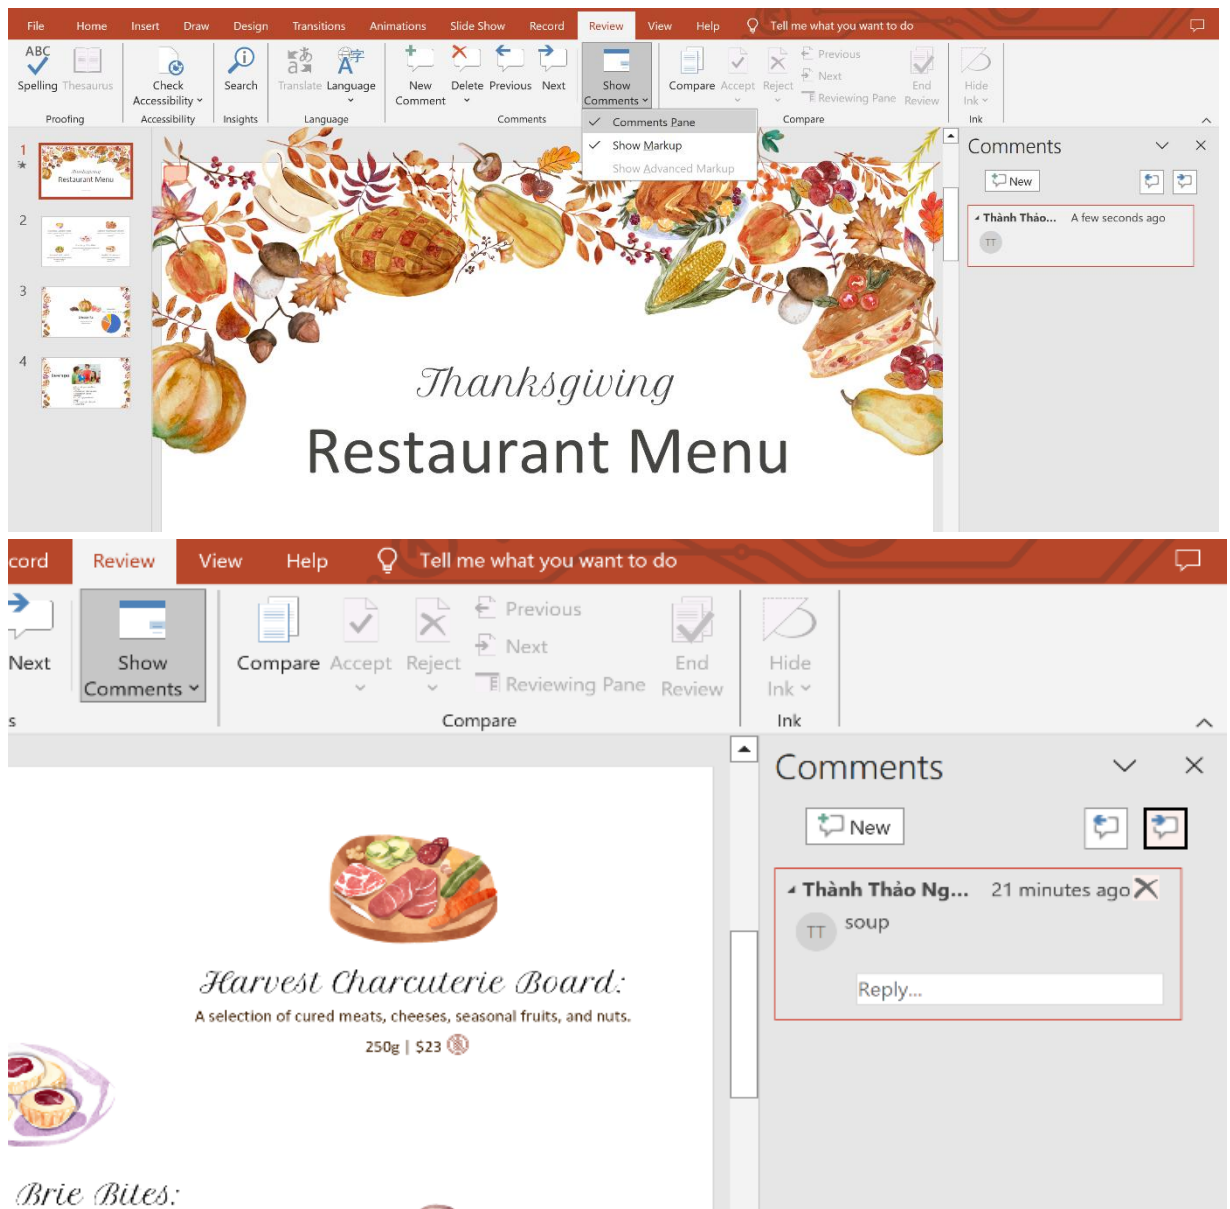 File Home Insert Draw Design Transitions Animations Slide Show Record Review View Help Tell me what you want to do
ABC
Spelling Thesaurus
Proofing
Check
Accessibility
Accessibility
Search
Insights
Translate Language
Language
New
Comment
Delete Previous Next
Comments
Show
Comments
Compare Accept Reject
Previous
Next
Reviewing Pane
End
Review
Compare
Hide
Ink
Ink
Comments Pane
Show Markup
Show Advanced Markup
1
2
3
4
Thanksgiving
Restaurant Menu
Thanksgiving
Restaurant Menu
Comments
New
Thành Thảo... A few seconds ago
TT
cord Review View Help Tell me what you want to do
Next
s
Show
Comments
Compare Accept Reject
Previous
Next
Reviewing Pane
End
Review
Compare
Hide
Ink
Ink
Harvest Charcuterie Board:
A selection of cured meats, cheeses, seasonal fruits, and nuts.
250g | $23
Brie Bites:
Comments
New
Thành Thảo Ng... 21 minutes ago
TT
soup
Reply...